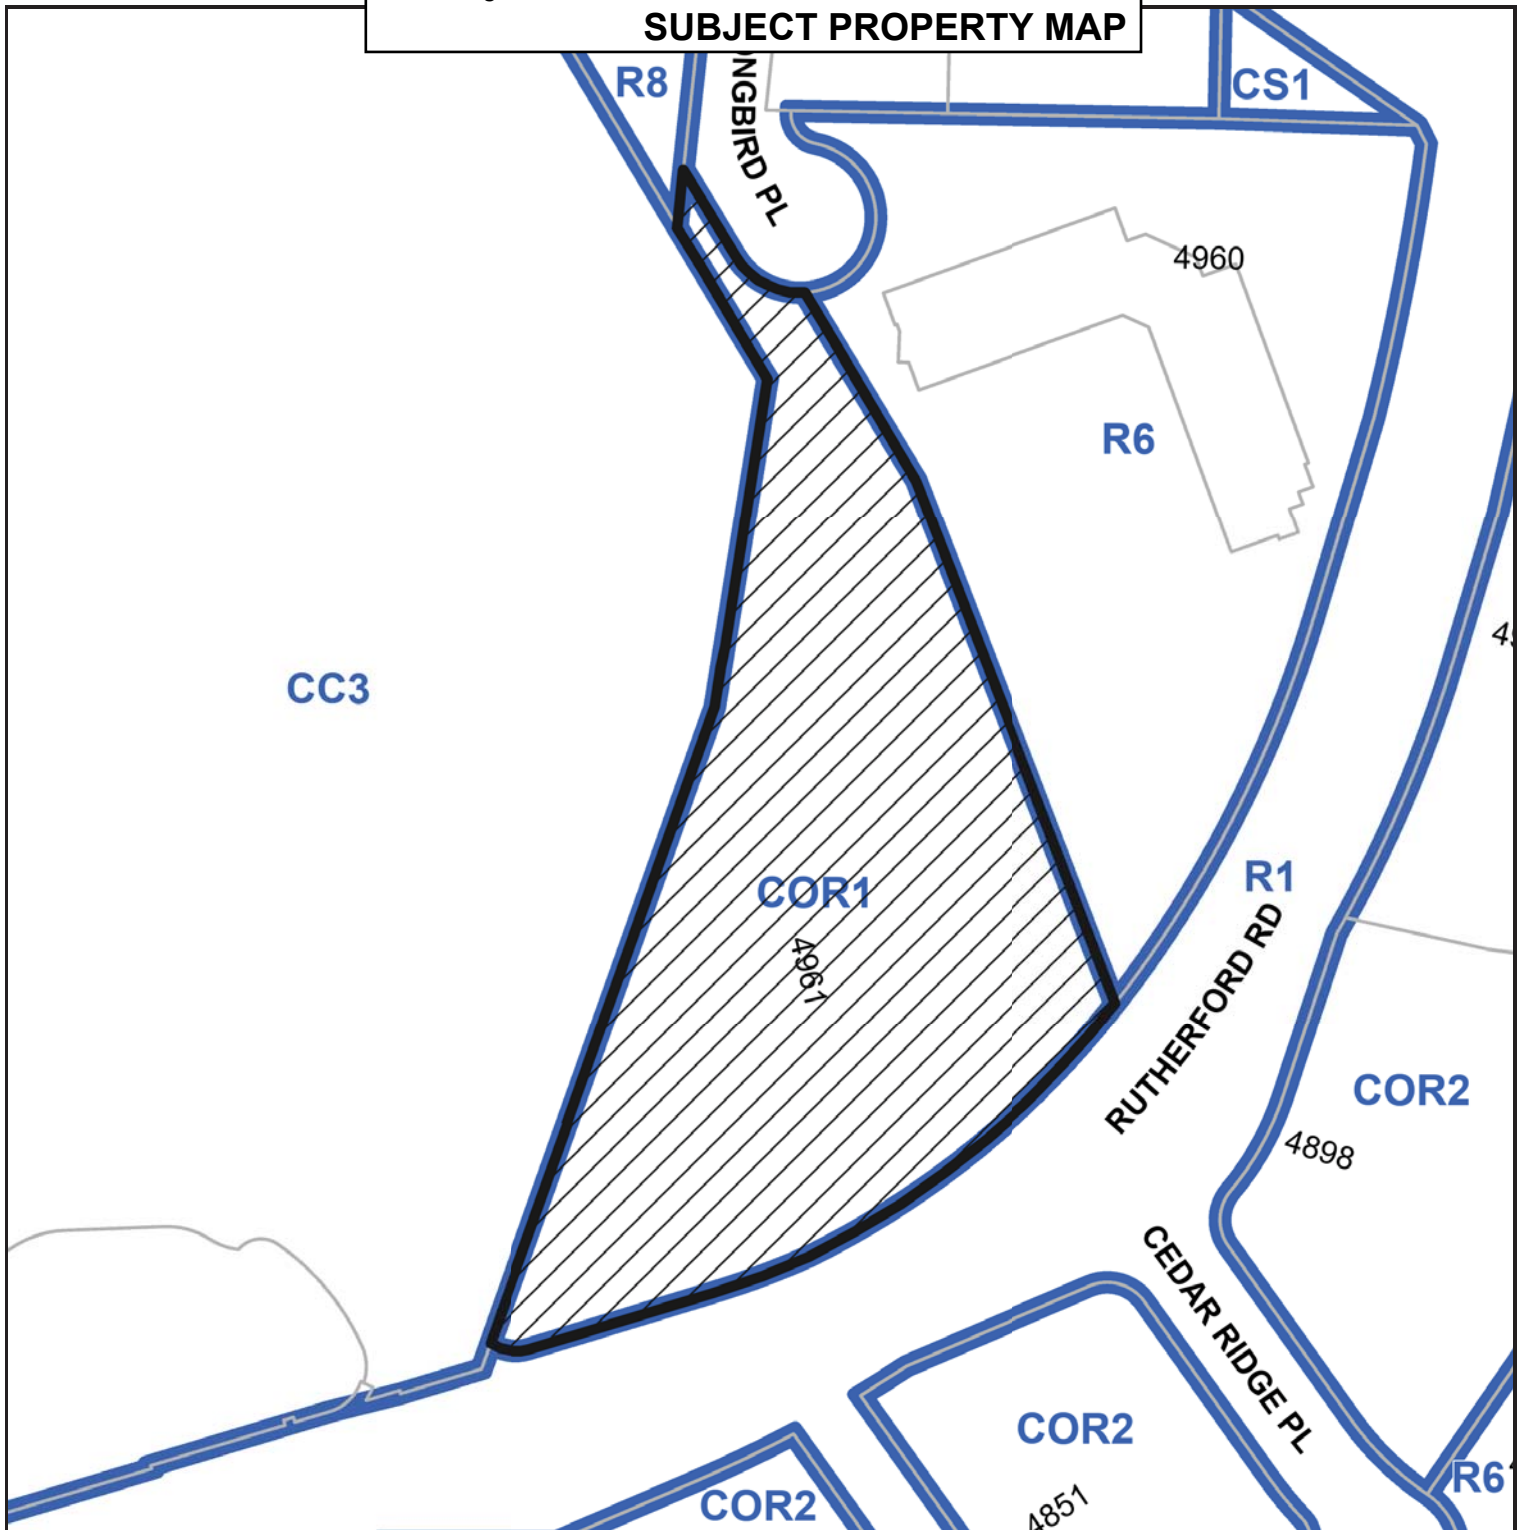 SUBJECT PROPERTY MAP
R8
CS1
4960
R6
CC3
COR1
4961
R1
RUTHERFORD RD
COR2
4898
CEDAR RIDGE PL
COR2
4851
COR2
R6
PL